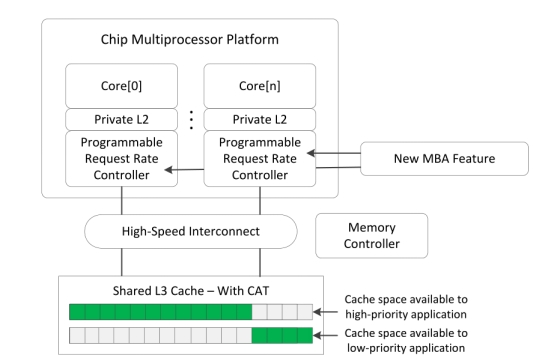 Chip Multiprocessor Platform
Core[0]
Core[n]
Private L2
Private L2
Programmable
Request Rate
Controller
Programmable
Request Rate
Controller
New MBA Feature
High-Speed Interconnect
Memory
Controller
Shared L3 Cache – With CAT
Cache space available to
high-priority application
Cache space available to
low-priority application